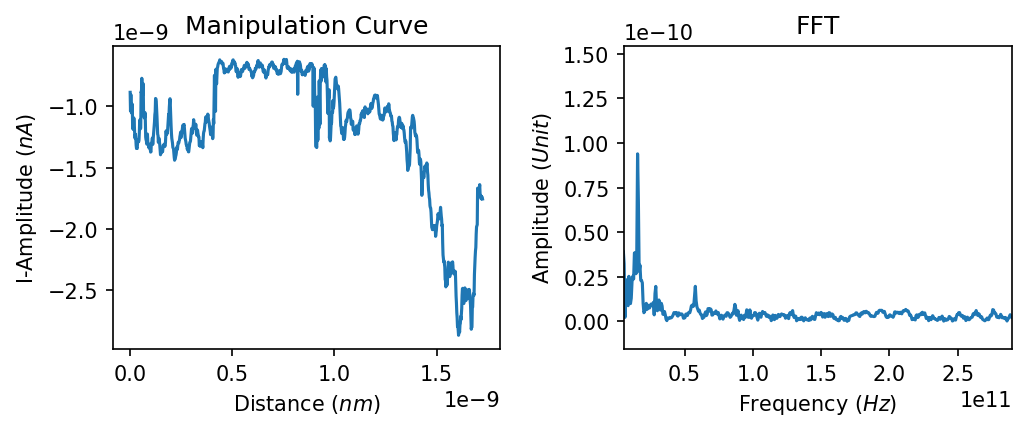 Manipulation Curve
1e−9
I-Amplitude (nA)
−1.0
−1.5
−2.0
−2.5
0.0 0.5 1.0 1.5
1e−9
Distance (nm)
FFT
1e−10
Amplitude (Unit)
1.50
1.25
1.00
0.75
0.50
0.25
0.00
0.5 1.0 1.5 2.0 2.5
1e11
Frequency (Hz)